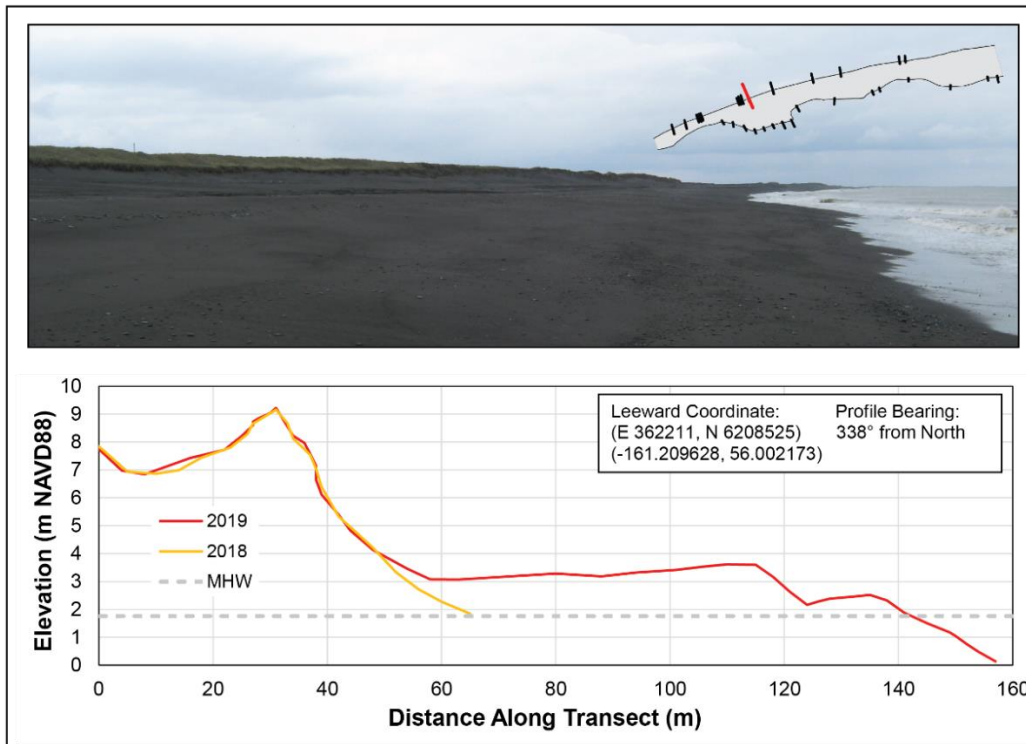 10
9
8
7
6
5
4
3
2
1
0
Elevation (m NAVD88)
Leeward Coordinate:
(E 362211, N 6208525)
(-161.209628, 56.002173)
Profile Bearing:
338° from North
2019
2018
MHW
0 20 40 60 80 100 120 140 160
Distance Along Transect (m)